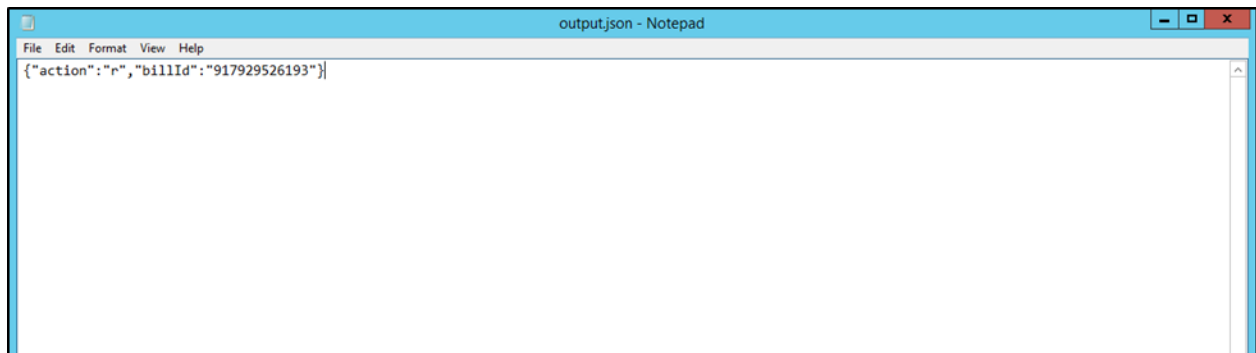 output.json - Notepad
File Edit Format View Help
{"action":"r","billId":"917929526193"}